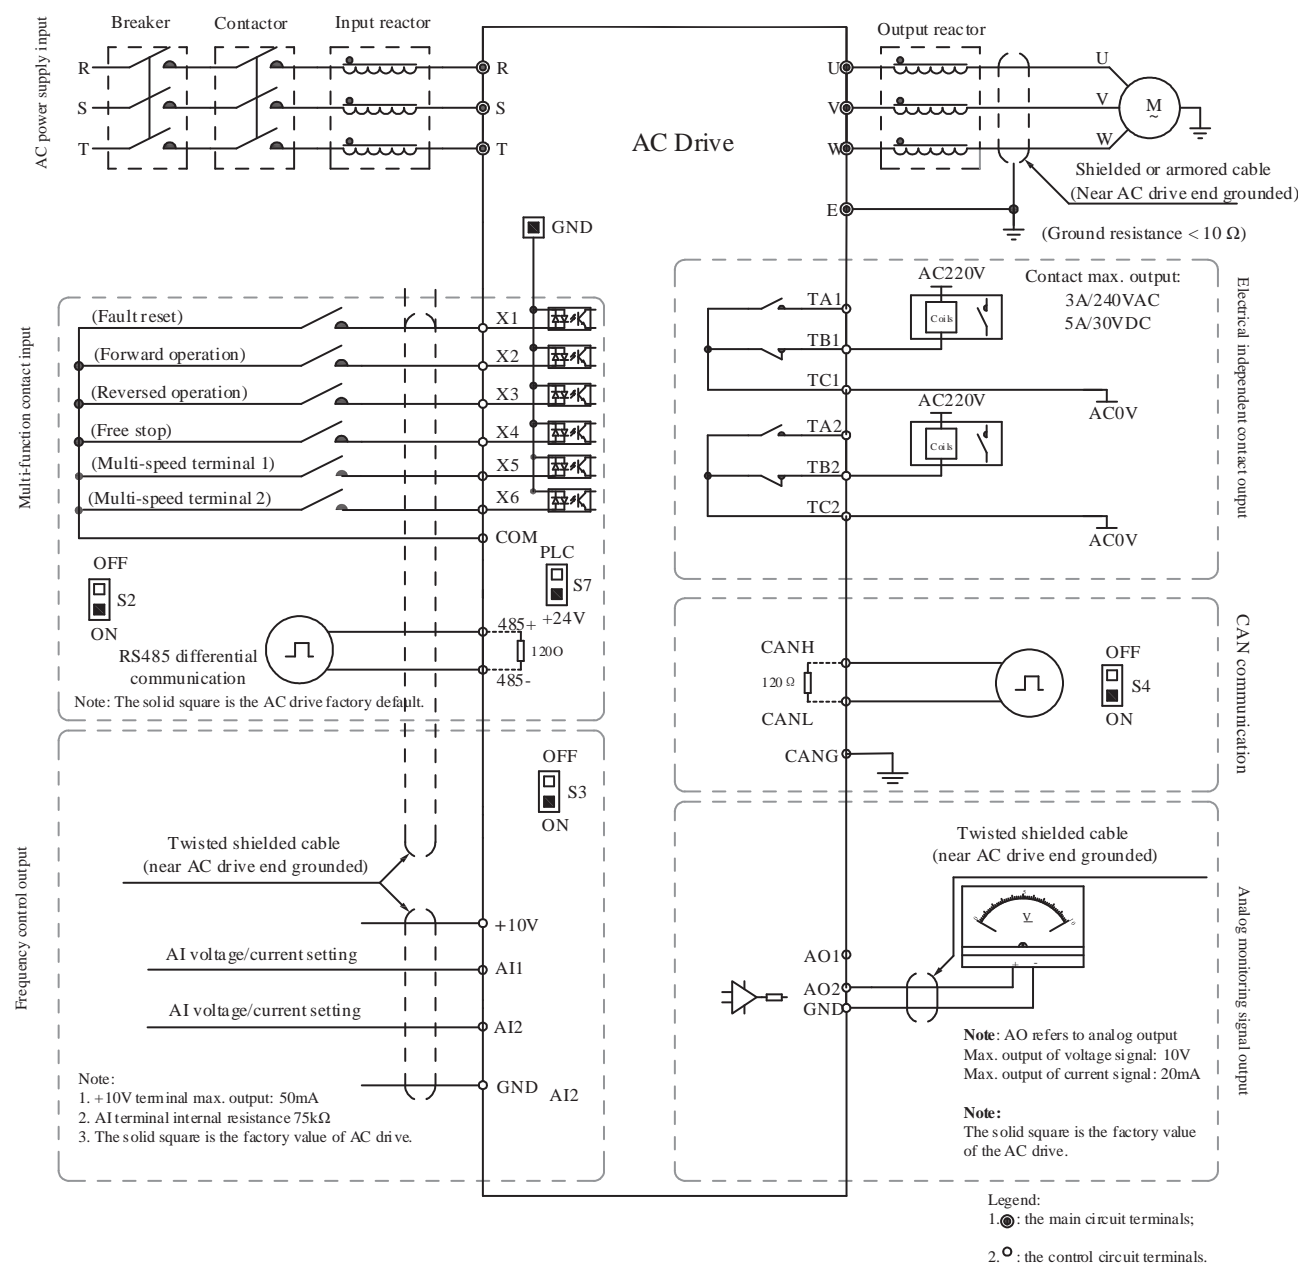 Breaker
Contactor
Input reactor
Output reactor
AC power supply input
R
S
T
R
S
T
AC Drive
U
V
W
E
U
V
W
M
~
Shielded or armored cable
(Near AC drive end grounded)
(Ground resistance < 10 Ω)
GND
Multi-function contact input
(Fault reset)
X1
(Forward operation)
X2
(Reversed operation)
X3
(Free stop)
X4
(Multi-speed terminal 1)
X5
(Multi-speed terminal 2)
X6
COM
OFF
S2
ON
PLC
S7
+24V
RS485 differential
communication
485+
120O
485-
Note: The solid square is the AC drive factory default.
Frequency control output
OFF
S3
ON
Twisted shielded cable
(near AC drive end grounded)
+10V
AI voltage/current setting
AI1
AI voltage/current setting
AI2
GND
AI2
Note:
1. +10V terminal max. output: 50mA
2. AI terminal internal resistance 75kΩ
3. The solid square is the factory value of AC drive.
Electrical independent contact output
TA1
TB1
TC1
AC220V
Coils
Contact max. output:
3A/240VAC
5A/30VDC
AC0V
TA2
TB2
TC2
AC220V
Coils
AC0V
CAN communication
CANH
120 Ω
CANL
CANG
OFF
S4
ON
Analog monitoring signal output
Twisted shielded cable
(near AC drive end grounded)
0
5
10
V
+ -
AO1
AO2
GND
Note: AO refers to analog output
Max. output of voltage signal: 10V
Max. output of current signal: 20mA
Note:
The solid square is the factory value
of the AC drive.
Legend:
1. : the main circuit terminals;
2. : the control circuit terminals.